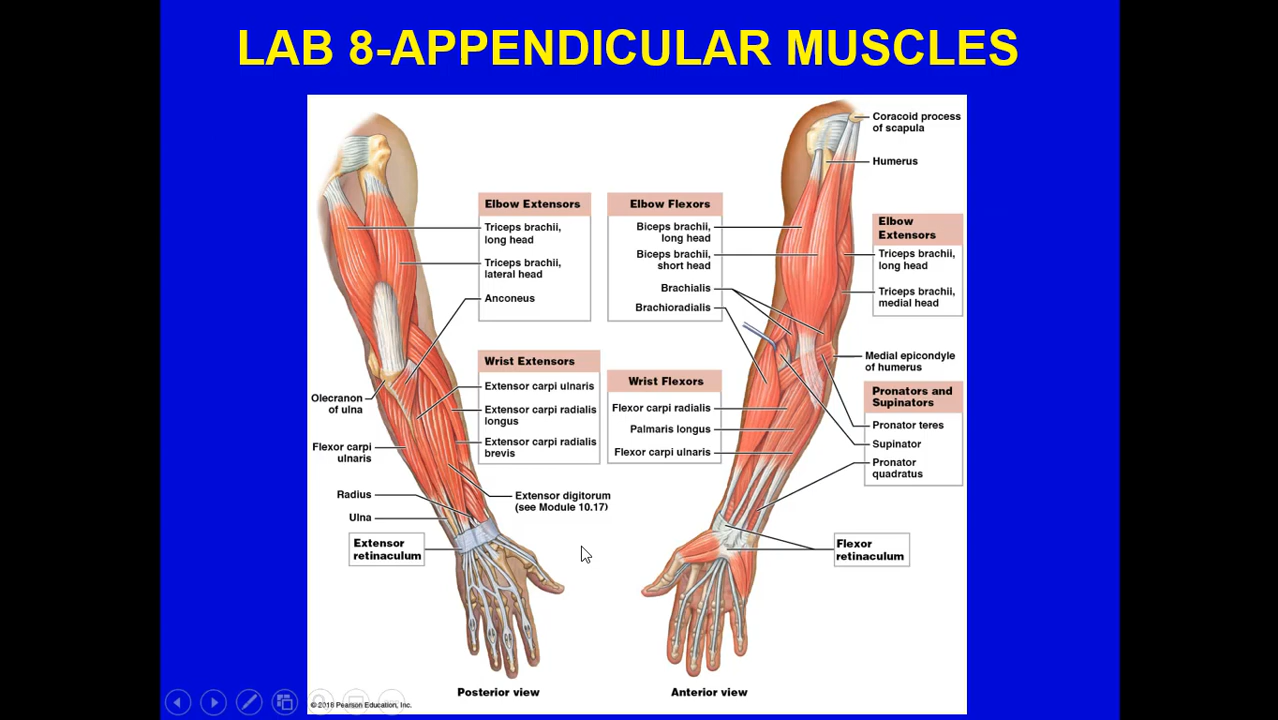 LAB 8-APPENDICULAR MUSCLES
Elbow Extensors
Triceps brachii,
long head
Triceps brachii,
lateral head
Anconeus
Wrist Extensors
Extensor carpi ulnaris
Extensor carpi radialis
longus
Extensor carpi radialis
brevis
Extensor digitorum
(see Module 10.17)
Olecranon
of ulna
Flexor carpi
ulnaris
Radius
Ulna
Extensor
retinaculum
Posterior view
Elbow Flexors
Biceps brachii,
long head
Biceps brachii,
short head
Brachialis
Brachioradialis
Wrist Flexors
Flexor carpi radialis
Palmaris longus
Flexor carpi ulnaris
Coracoid process
of scapula
Humerus
Elbow
Extensors
Triceps brachii,
long head
Triceps brachii,
medial head
Medial epicondyle
of humerus
Pronators and
Supinators
Pronator teres
Supinator
Pronator
quadratus
Flexor
retinaculum
Anterior view
© 2018 Pearson Education, Inc.